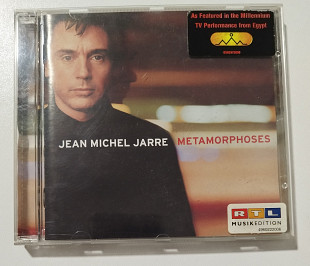 As Featured in the Millennium
TV Performance from Egypt
JEAN MICHEL JARRE METAMORPHOSES
RTL
MUSIKEDITION